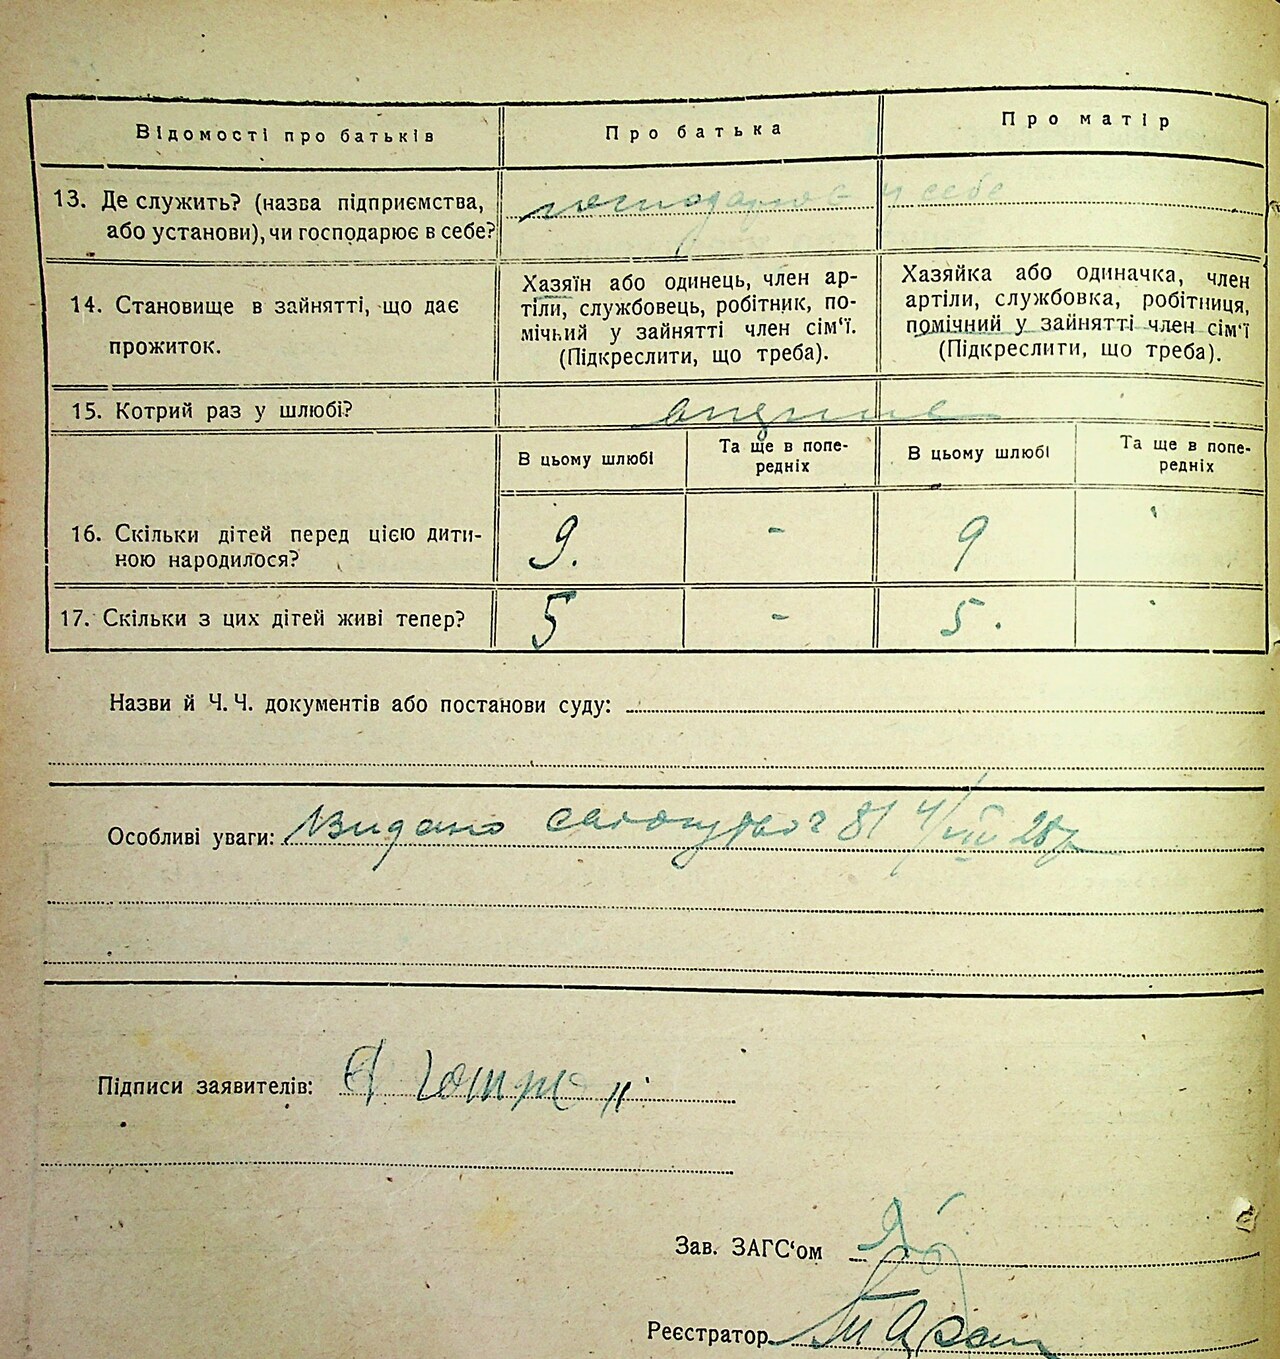 Відомості про батьків
Про батька
Про матір
13. Де служить? (назва підприємства,
або установи), чи господарює в себе?
господарює у себе
14. Становище в зайнятті, що дає
прожиток.
Хазяїн або одинець, член ар-
тіли, службовець, робітник, по-
мічний у зайнятті член сім‘ї.
(Підкреслити, що треба).
Хазяйка або одиначка, член
артіли, службовка, робітниця,
помічний у зайнятті член сім‘ї
(Підкреслити, що треба).
15. Котрий раз у шлюбі?
В цьому шлюбі
Та ще в попе-
редніх
В цьому шлюбі
Та ще в попе-
редніх
16. Скільки дітей перед цією дити-
ною народилося?
9. - 9
17. Скільки з цих дітей живі тепер?
5 - 5.
Назви й Ч. Ч. документів або постанови суду:
Особливі уваги: Видано 81 4/VIII 28р
Підписи заявителів:
Зав. ЗАГС‘ом
Реєстратор